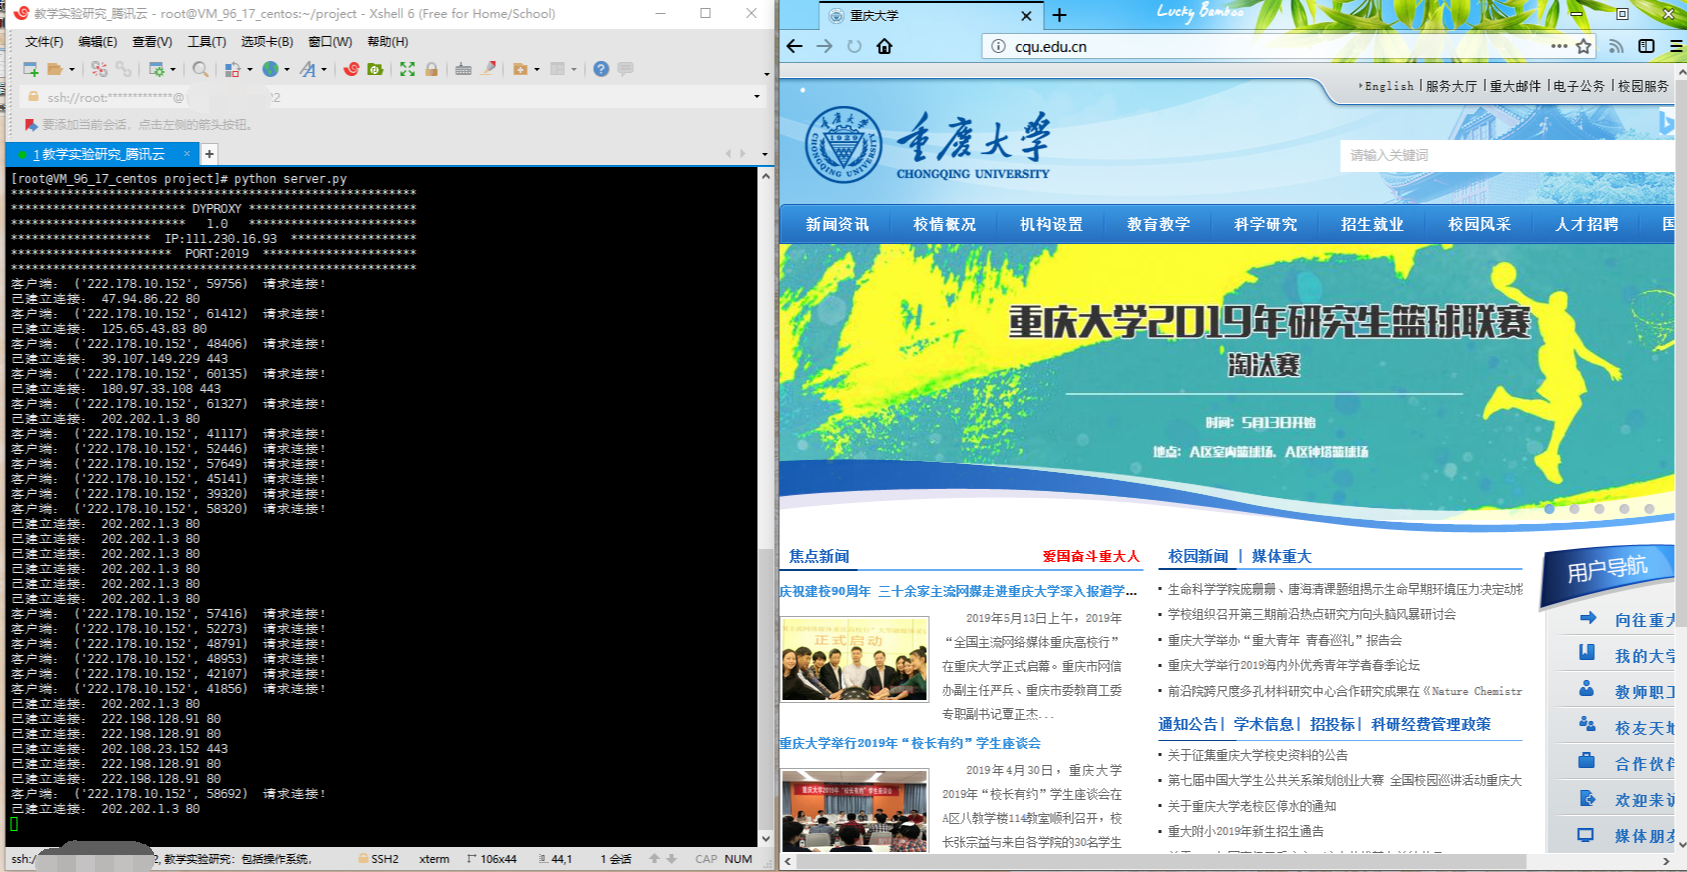 教学实验研究_腾讯云 - root@VM_96_17_centos:~/project - Xshell 6 (Free for Home/School)
文件(F) 编辑(E) 查看(V) 工具(T) 选项卡(B) 窗口(W) 帮助(H)
ssh://root:*************@
2
要添加当前会话，点击左侧的箭头按钮。
1 教学实验研究_腾讯云
[root@VM_96_17_centos project]# python server.py
**********************************************************
************************* DYPROXY ************************
*************************   1.0   ************************
********************  IP:111.230.16.93  ******************
***********************  PORT:2019  **********************
**********************************************************
客户端： ('222.178.10.152', 59756) 请求连接！
已建立连接： 47.94.86.22 80
客户端： ('222.178.10.152', 61412) 请求连接！
已建立连接： 125.65.43.83 80
客户端： ('222.178.10.152', 48406) 请求连接！
已建立连接： 39.107.149.229 443
客户端： ('222.178.10.152', 60135) 请求连接！
已建立连接： 180.97.33.108 443
客户端： ('222.178.10.152', 61327) 请求连接！
已建立连接： 202.202.1.3 80
客户端： ('222.178.10.152', 41117) 请求连接！
客户端： ('222.178.10.152', 52446) 请求连接！
客户端： ('222.178.10.152', 57649) 请求连接！
客户端： ('222.178.10.152', 45141) 请求连接！
客户端： ('222.178.10.152', 39320) 请求连接！
客户端： ('222.178.10.152', 58320) 请求连接！
已建立连接： 202.202.1.3 80
已建立连接： 202.202.1.3 80
已建立连接： 202.202.1.3 80
已建立连接： 202.202.1.3 80
已建立连接： 202.202.1.3 80
已建立连接： 202.202.1.3 80
客户端： ('222.178.10.152', 57416) 请求连接！
客户端： ('222.178.10.152', 52273) 请求连接！
客户端： ('222.178.10.152', 48791) 请求连接！
客户端： ('222.178.10.152', 48953) 请求连接！
客户端： ('222.178.10.152', 42107) 请求连接！
客户端： ('222.178.10.152', 41856) 请求连接！
已建立连接： 202.202.1.3 80
已建立连接： 222.198.128.91 80
已建立连接： 222.198.128.91 80
已建立连接： 202.108.23.152 443
已建立连接： 222.198.128.91 80
已建立连接： 222.198.128.91 80
客户端： ('222.178.10.152', 58692) 请求连接！
已建立连接： 202.202.1.3 80
ssh:/
2, 教学实验研究：包括操作系统, SSH2 xterm 106x44 44,1 1 会话 CAP NUM
重庆大学
Lucky Bamboo
cqu.edu.cn
English | 服务大厅 | 重大邮件 | 电子公务 | 校园服务
重庆大学
CHONGQING UNIVERSITY
1929
CHONGQING UNIVERSITY
请输入关键词
新闻资讯 校情概况 机构设置 教育教学 科学研究 招生就业 校园风采 人才招聘 国
重庆大学2019年研究生篮球联赛
淘汰赛
时间：5月13日开始
地点：A区室内篮球场、A区钟塔篮球场
焦点新闻 爱国奋斗重大人
庆祝建校90周年 三十余家主流网媒走进重庆大学深入报道学...
正式启动
2019年5月13日上午，2019年
“全国主流网络媒体重庆高校行”
在重庆大学正式启幕。重庆市网信
办副主任严兵、重庆市委教育工委
专职副书记覃正杰...
重庆大学举行2019年“校长有约”学生座谈会
重庆大学2019年“校长有约”学生座谈会
2019年4月30日，重庆大学
2019年“校长有约”学生座谈会在
A区八教学楼114教室顺利召开，校
长张宗益与来自各学院的30名学生
校园新闻 | 媒体重大
生命科学学院庞珊珊、唐海清课题组揭示生命早期环境压力决定动物
学校组织召开第三期前沿热点研究方向头脑风暴研讨会
重庆大学举办“重大青年 青春巡礼”报告会
重庆大学举行2019海内外优秀青年学者春季论坛
前沿院跨尺度多孔材料研究中心合作研究成果在《Nature Chemistr
通知公告| 学术信息| 招投标| 科研经费管理政策
关于征集重庆大学校史资料的公告
第七届中国大学生公共关系策划创业大赛 全国校园巡讲活动重庆大
关于重庆大学老校区停水的通知
重大附小2019年新生招生通告
用户导航
向往重大
我的大学
教师职工
校友天地
合作伙伴
欢迎来访
媒体朋友